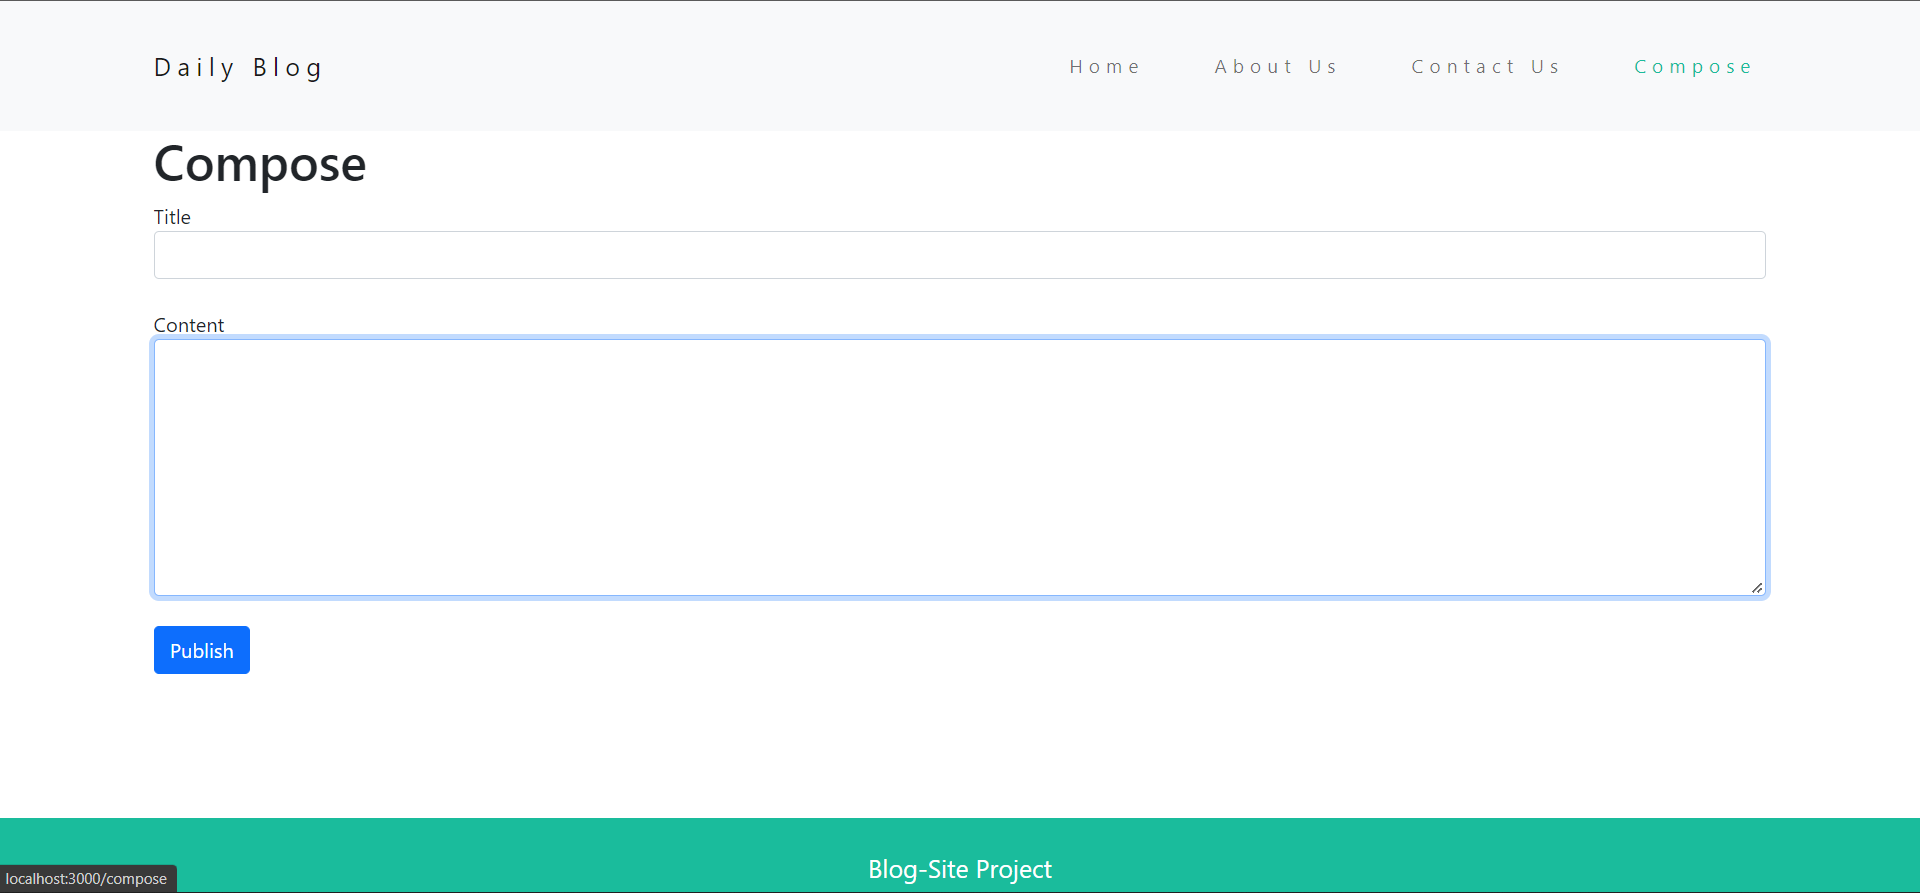 Daily Blog
Home About Us Contact Us Compose
Compose
Title
Content
Publish
Blog-Site Project
localhost:3000/compose